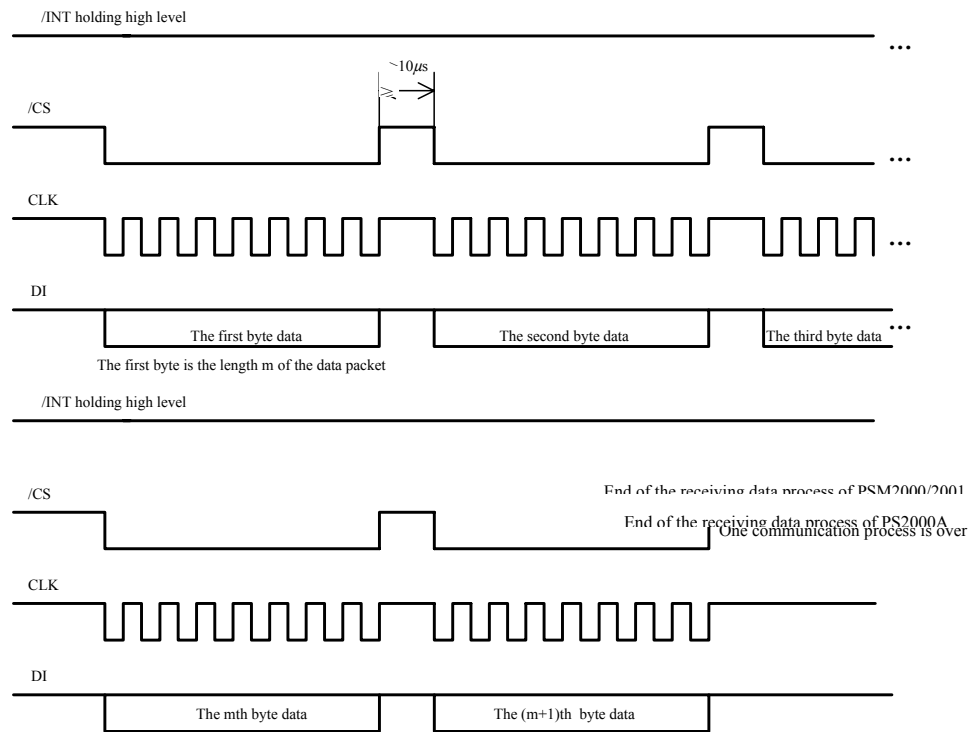 /INT holding high level
...
~10μs
≥
/CS
...
CLK
...
DI
The first byte data
The second byte data
The third byte data
...
The first byte is the length m of the data packet
/INT holding high level
/CS
End of the receiving data process of PSM2000/2001
End of the receiving data process of PS2000A
One communication process is over
CLK
DI
The mth byte data
The (m+1)th byte data